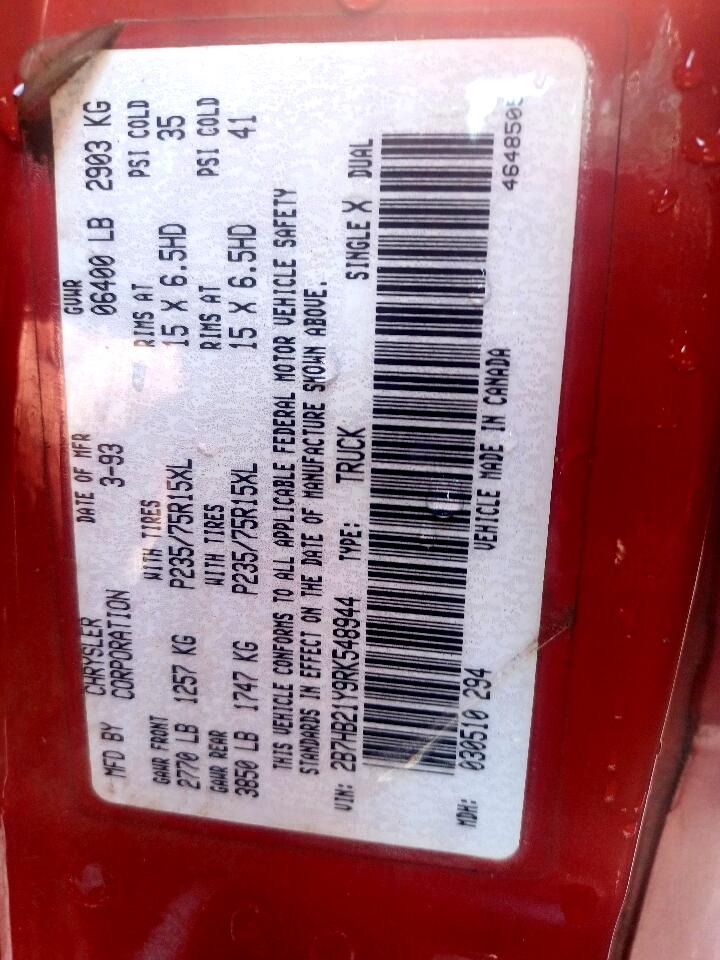 MFD BY CHRYSLER CORPORATION DATE OF MFR 3-93 GVWR 06400 LB 2903 KG
GAWR FRONT WITH TIRES RIMS AT PSI COLD
2770 LB 1257 KG P235/75R15XL 15 X 6.5HD 35
GAWR REAR WITH TIRES RIMS AT PSI COLD
3850 LB 1747 KG P235/75R15XL 15 X 6.5HD 41
THIS VEHICLE CONFORMS TO ALL APPLICABLE FEDERAL MOTOR VEHICLE SAFETY
STANDARDS IN EFFECT ON THE DATE OF MANUFACTURE SHOWN ABOVE.
VIN: 2B7HB21Y9RK548944 TYPE: TRUCK SINGLE X DUAL
MDH: 030510 294 VEHICLE MADE IN CANADA 4648505